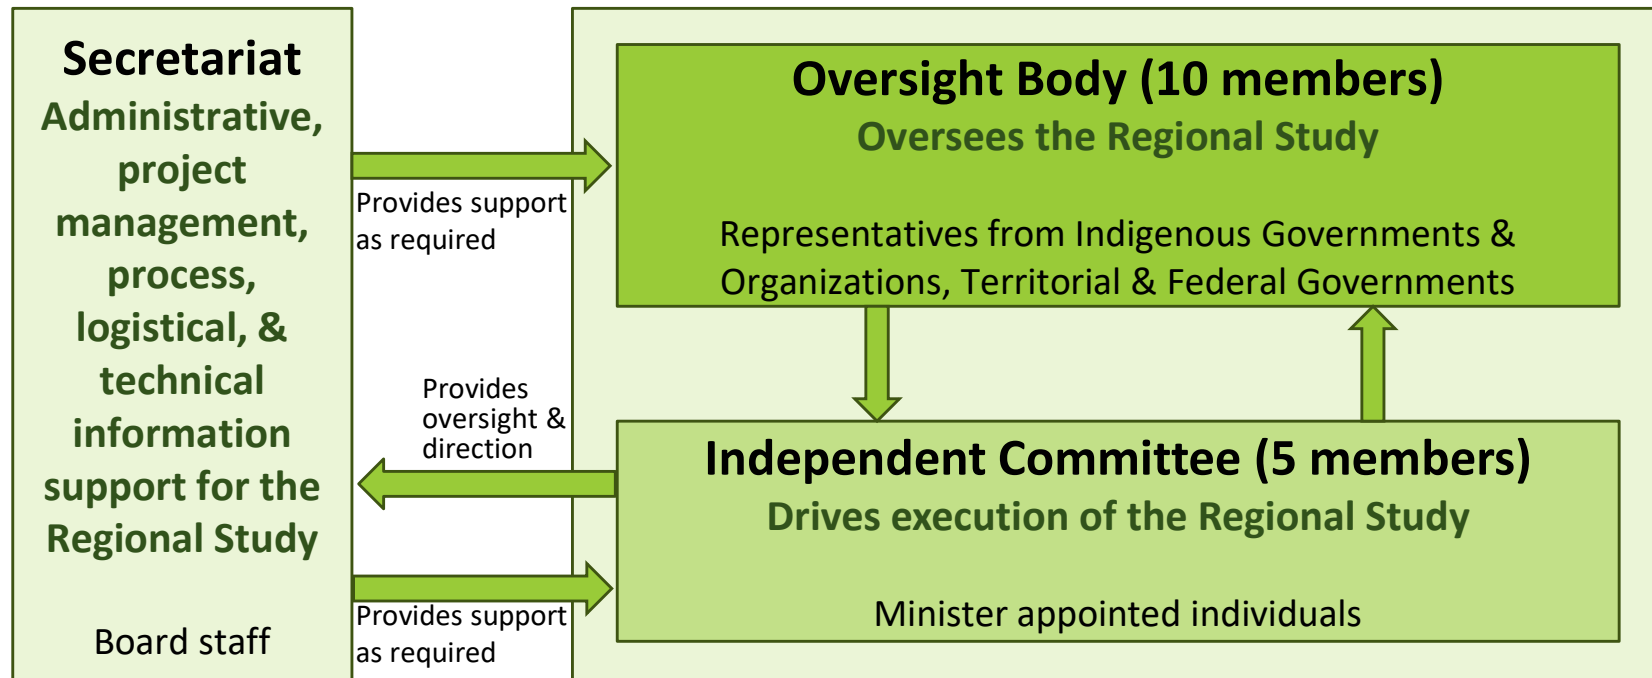 Secretariat
Administrative,
project
management,
process,
logistical, &
technical
information
support for the
Regional Study
Board staff
Provides support
as required
Provides
oversight &
direction
Provides support
as required
Oversight Body (10 members)
Oversees the Regional Study
Representatives from Indigenous Governments &
Organizations, Territorial & Federal Governments
Independent Committee (5 members)
Drives execution of the Regional Study
Minister appointed individuals